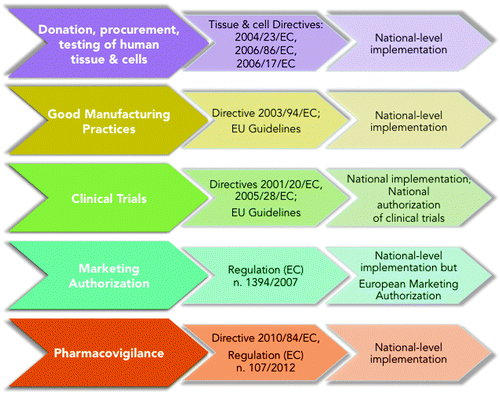 Donation, procurement,
testing of human
tissue & cells
Tissue & cell Directives:
2004/23/EC,
2006/86/EC,
2006/17/EC
National-level
implementation
Good Manufacturing
Practices
Directive 2003/94/EC;
EU Guidelines
National-level
implementation
Clinical Trials
Directives 2001/20/EC,
2005/28/EC;
EU Guidelines
National implementation;
National
authorization
of clinical trials
Marketing
Authorization
Regulation (EC)
n. 1394/2007
National-level
implementation but
European Marketing
Authorization
Pharmacovigilance
Directive 2010/84/EC,
Regulation (EC)
n. 107/2012
National-level
implementation